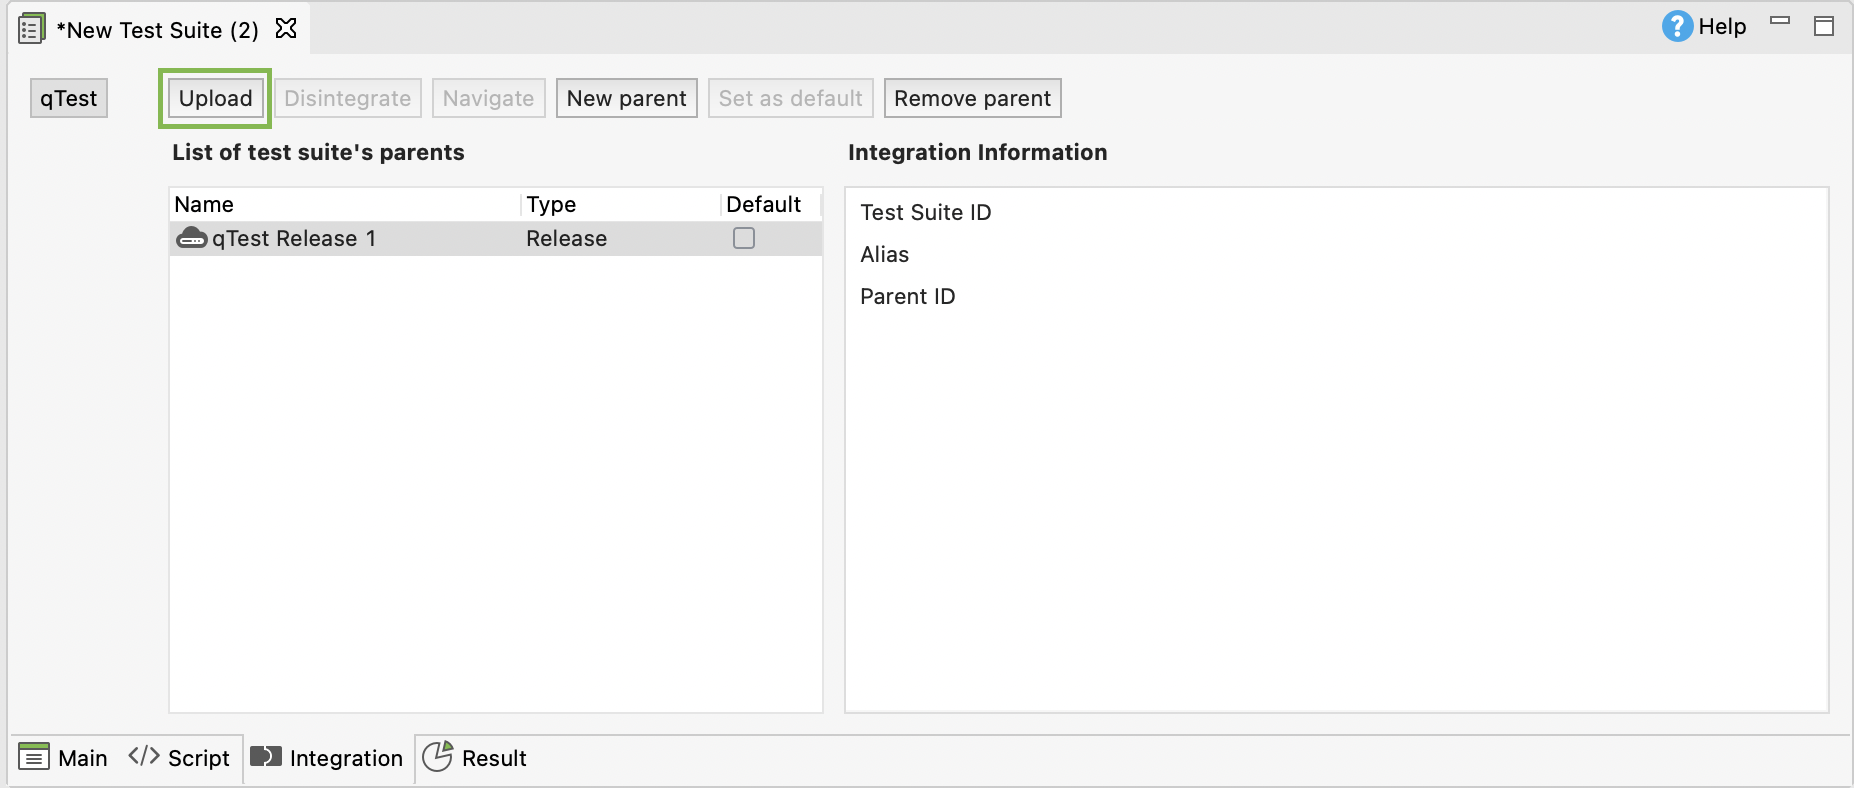 *New Test Suite (2)
? Help
qTest Upload Disintegrate Navigate New parent Set as default Remove parent
List of test suite's parents
Name Type Default
qTest Release 1 Release
Integration Information
Test Suite ID
Alias
Parent ID
Main </> Script Integration Result